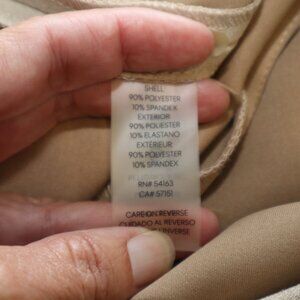 SHELL
90% POLYESTER
10% SPANDEX
EXTERIOR
90% POLIESTER
10% ELASTANO
EXTÉRIEUR
90% POLYESTER
10% SPANDEX
RN# 54163
CA# 57151
CARE ON REVERSE
CUIDADO AL REVERSO